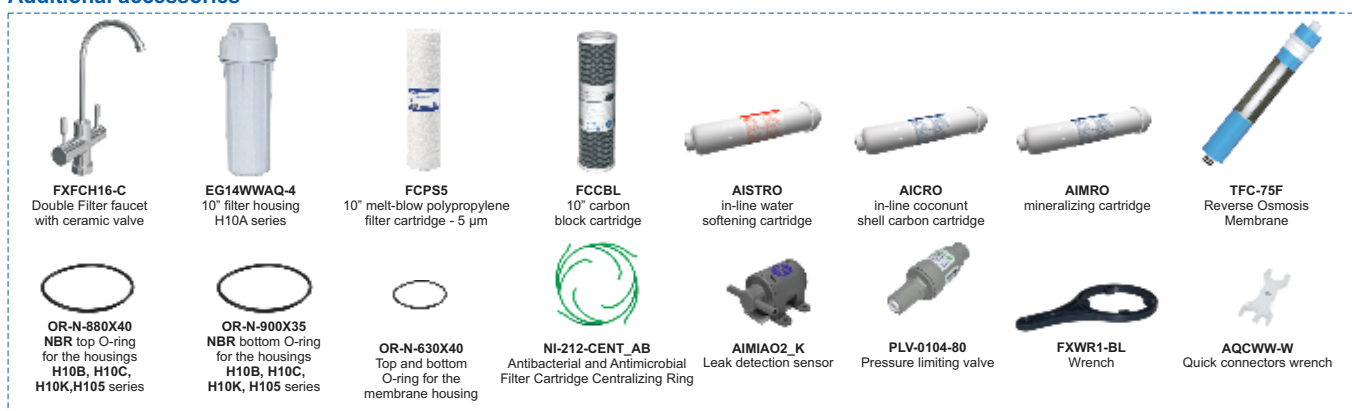 Additional accessories
FXFCH16-C
Double Filter faucet
with ceramic valve
EG14WWAQ-4
10” filter housing
H10A series
FCPS5
10” melt-blow polypropylene
filter cartridge - 5 µm
FCCBL
10” carbon
block cartridge
AISTRO
in-line water
softening cartridge
AICRO
in-line coconunt
shell carbon cartridge
AIMRO
mineralizing cartridge
TFC-75F
Reverse Osmosis
Membrane
OR-N-880X40
NBR top O-ring
for the housings
H10B, H10C,
H10K,H105 series
OR-N-900X35
NBR bottom O-ring
for the housings
H10B, H10C,
H10K, H105 series
OR-N-630X40
Top and bottom
O-ring for the
membrane housing
NI-212-CENT_AB
Antibacterial and Antimicrobial
Filter Cartridge Centralizing Ring
AIMIAO2_K
Leak detection sensor
PLV-0104-80
Pressure limiting valve
FXWR1-BL
Wrench
AQCWW-W
Quick connectors wrench